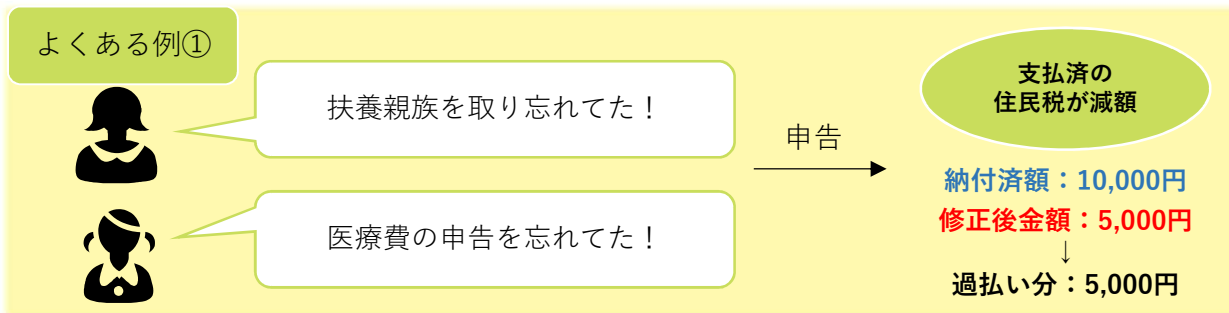 よくある例①
扶養親族を取り忘れてた！
医療費の申告を忘れてた！
申告
支払済の
住民税が減額
納付済額：10,000円
修正後金額：5,000円
↓
過払い分：5,000円